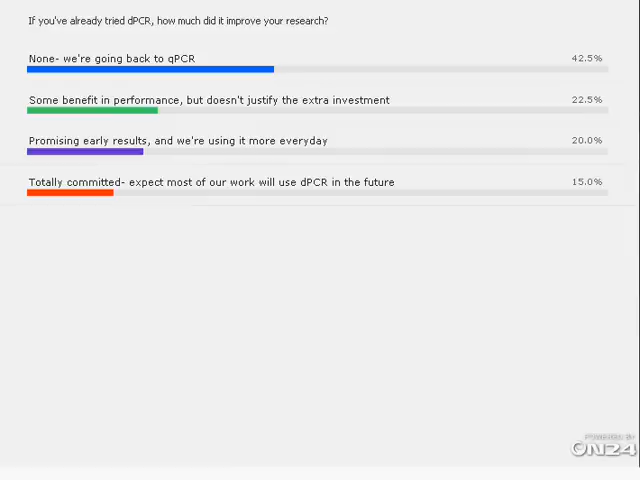 If you've already tried dPCR, how much did it improve your research?
None- we're going back to qPCR 42.5%
Some benefit in performance, but doesn't justify the extra investment 22.5%
Promising early results, and we're using it more everyday 20.0%
Totally committed- expect most of our work will use dPCR in the future 15.0%
POWERED BY
ON24